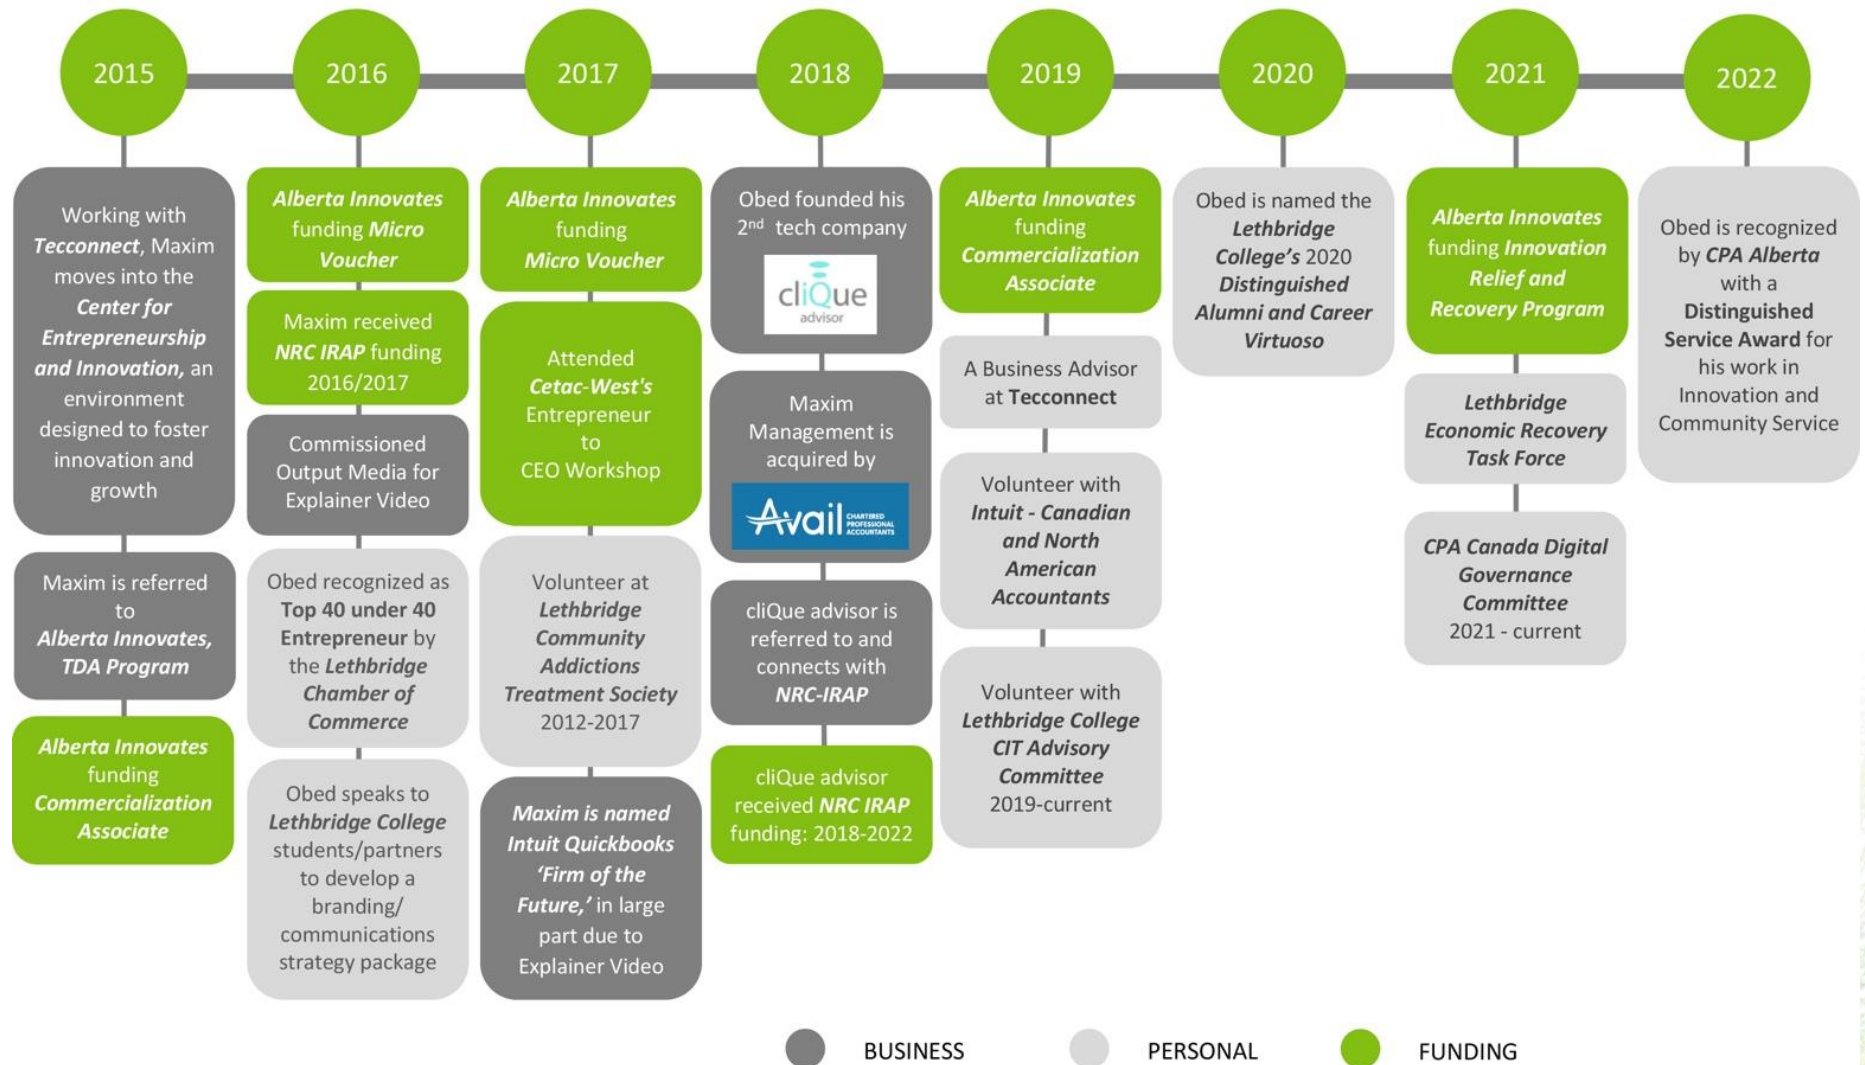 2015
2016
2017
2018
2019
2020
2021
2022
Working with
Tecconnect, Maxim
moves into the
Center for
Entrepreneurship
and Innovation, an
environment
designed to foster
innovation and
growth
Maxim is referred
to
Alberta Innovates,
TDA Program
Alberta Innovates
funding
Commercialization
Associate
Alberta Innovates
funding Micro
Voucher
Maxim received
NRC IRAP funding
2016/2017
Commissioned
Output Media for
Explainer Video
Obed recognized as
Top 40 under 40
Entrepreneur by
the Lethbridge
Chamber of
Commerce
Obed speaks to
Lethbridge College
students/partners
to develop a
branding/
communications
strategy package
Alberta Innovates
funding
Micro Voucher
Attended
Cetac-West's
Entrepreneur
to
CEO Workshop
Volunteer at
Lethbridge
Community
Addictions
Treatment Society
2012-2017
Maxim is named
Intuit Quickbooks
‘Firm of the
Future,’ in large
part due to
Explainer Video
Obed founded his
2nd tech company
cliQue
advisor
Maxim
Management is
acquired by
Avail CHARTERED
PROFESSIONAL
ACCOUNTANTS
cliQue advisor is
referred to and
connects with
NRC-IRAP
cliQue advisor
received NRC IRAP
funding: 2018-2022
Alberta Innovates
funding
Commercialization
Associate
A Business Advisor
at Tecconnect
Volunteer with
Intuit - Canadian
and North
American
Accountants
Volunteer with
Lethbridge College
CIT Advisory
Committee
2019-current
Obed is named the
Lethbridge
College’s 2020
Distinguished
Alumni and Career
Virtuoso
Alberta Innovates
funding Innovation
Relief and
Recovery Program
Lethbridge
Economic Recovery
Task Force
CPA Canada Digital
Governance
Committee
2021 - current
Obed is recognized
by CPA Alberta
with a
Distinguished
Service Award for
his work in
Innovation and
Community Service
BUSINESS
PERSONAL
FUNDING